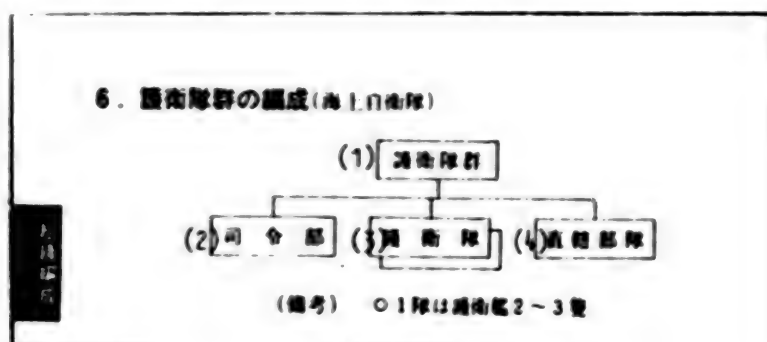 6. 護衛隊群の編成(海上自衛隊)
(1) 護衛隊群
(2) 司令部 (3) 護衛隊 (4) 直轄部隊
(備考) ○1隊は護衛艦2～3隻